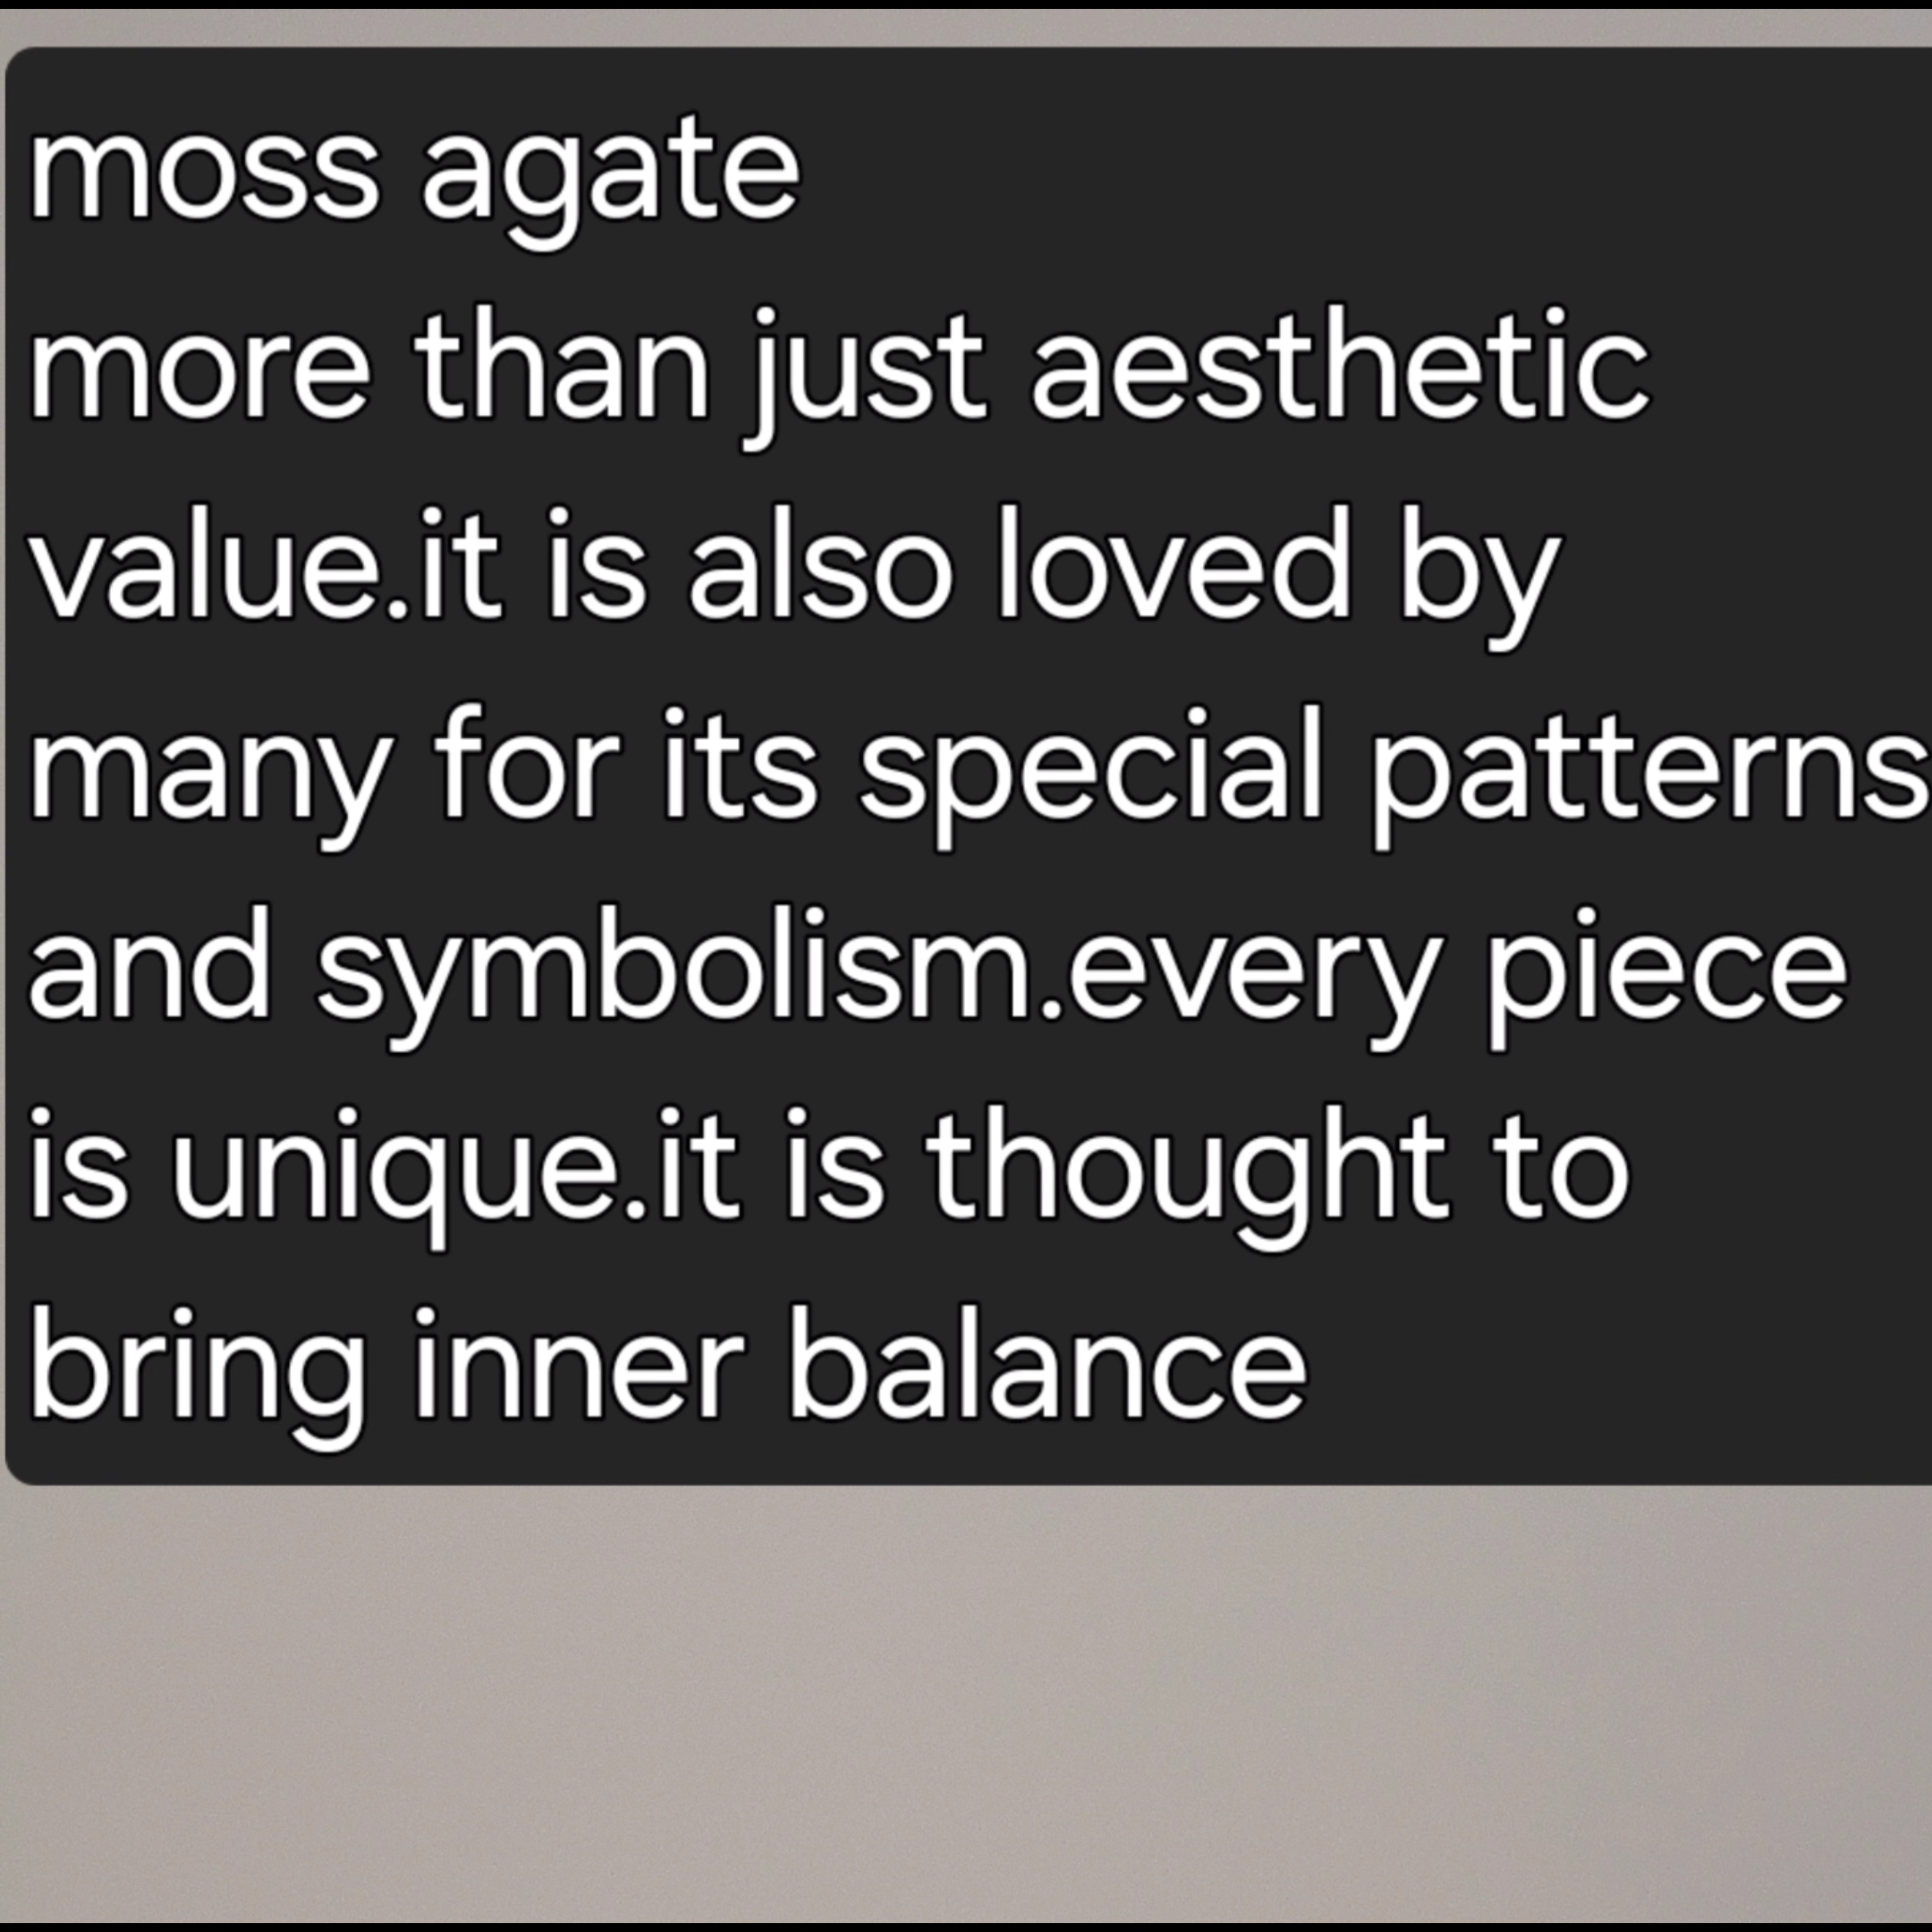 moss agate
more than just aesthetic
value.it is also loved by
many for its special patterns
and symbolism.every piece
is unique.it is thought to
bring inner balance